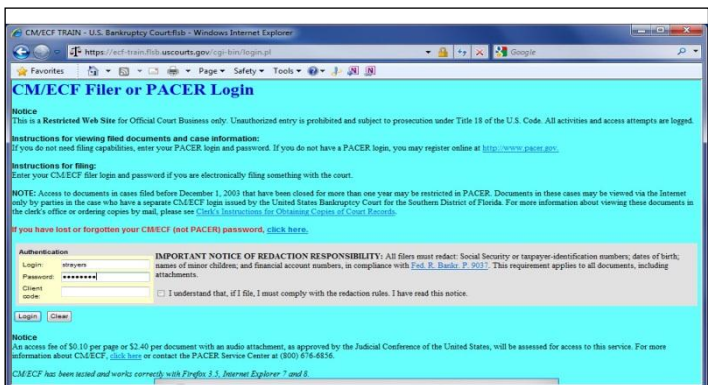 CM/ECF TRAIN - U.S. Bankruptcy Court:flsb - Windows Internet Explorer
https://ecf-train.flsb.uscourts.gov/cgi-bin/login.pl
Google
Favorites
Page Safety Tools
CM/ECF Filer or PACER Login
Notice
This is a Restricted Web Site for Official Court Business only. Unauthorized entry is prohibited and subject to prosecution under Title 18 of the U.S. Code. All activities and access attempts are logged.
Instructions for viewing filed documents and case information:
If you do not need filing capabilities, enter your PACER login and password. If you do not have a PACER login, you may register online at http://www.pacer.gov.
Instructions for filing:
Enter your CM/ECF filer login and password if you are electronically filing something with the court.
NOTE: Access to documents in cases filed before December 1, 2003 that have been closed for more than one year may be restricted in PACER. Documents in these cases may be viewed via the Internet
only by parties in the case who have a separate CM/ECF login issued by the United States Bankruptcy Court for the Southern District of Florida. For more information about viewing these documents in
the clerk's office or ordering copies by mail, please see Clerk's Instructions for Obtaining Copies of Court Records.
If you have lost or forgotten your CM/ECF (not PACER) password, click here.
Authentication
Login: strayers
Password:
Client code:
IMPORTANT NOTICE OF REDACTION RESPONSIBILITY: All filers must redact: Social Security or taxpayer-identification numbers; dates of birth;
names of minor children; and financial account numbers, in compliance with Fed. R. Bankr. P. 9037. This requirement applies to all documents, including
attachments.
I understand that, if I file, I must comply with the redaction rules. I have read this notice.
Login Clear
Notice
An access fee of $0.10 per page or $2.40 per document with an audio attachment, as approved by the Judicial Conference of the United States, will be assessed for access to this service. For more
information about CM/ECF, click here or contact the PACER Service Center at (800) 676-6856.
CM/ECF has been tested and works correctly with Firefox 3.5, Internet Explorer 7 and 8.